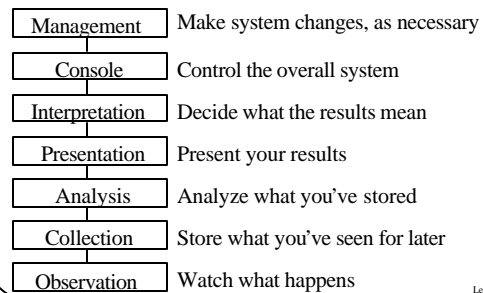 Management Make system changes, as necessary
Console Control the overall system
Interpretation Decide what the results mean
Presentation Present your results
Analysis Analyze what you've stored
Collection Store what you've seen for later
Observation Watch what happens
Le